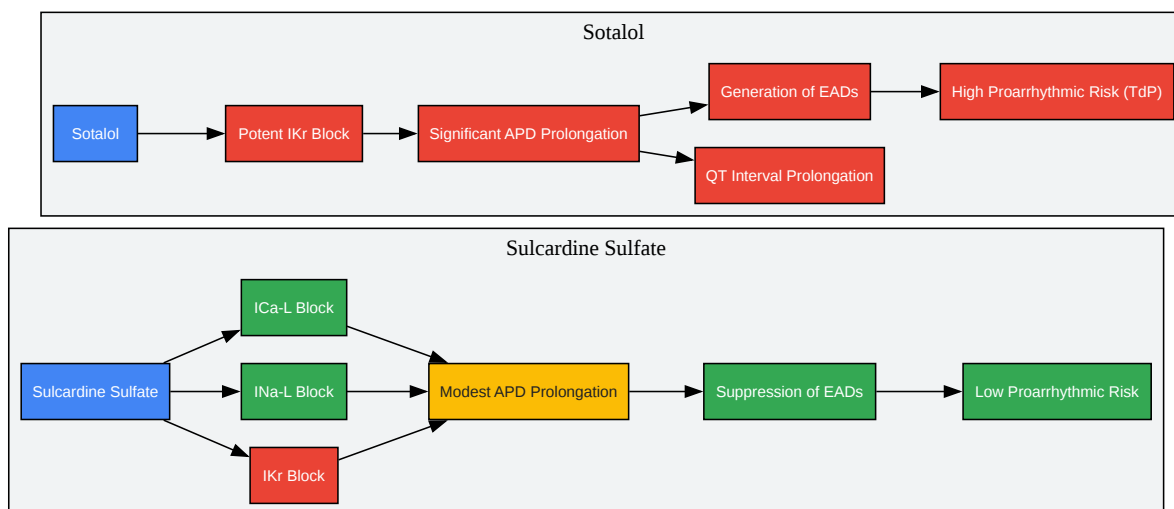 Sotalol
Sotalol
Potent IKr Block
Significant APD Prolongation
Generation of EADs
High Proarrhythmic Risk (TdP)
QT Interval Prolongation
Sulcardine Sulfate
Sulcardine Sulfate
ICa-L Block
INa-L Block
IKr Block
Modest APD Prolongation
Suppression of EADs
Low Proarrhythmic Risk